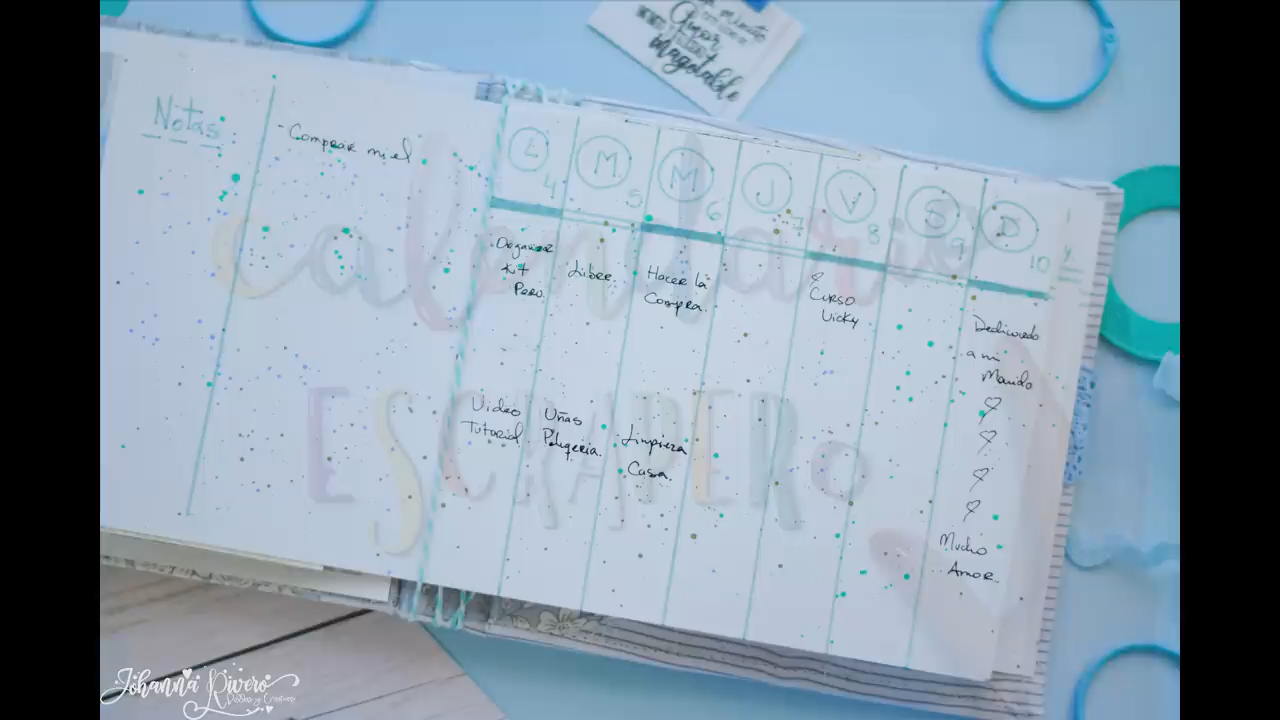 Notas
- Comprar miel
L M M J V S D
4 5 6 7 8 9 10
Organizar
Kit
Peru.
Libre.
Hacer la
Compra.
Curso
Vicky
Dedicado
a mi
Marido
Video
Tutorial
Uñas
Limpieza
Casa.
Mucho
Amor.
calendario
ESCRAPERO
Johanna Rivero